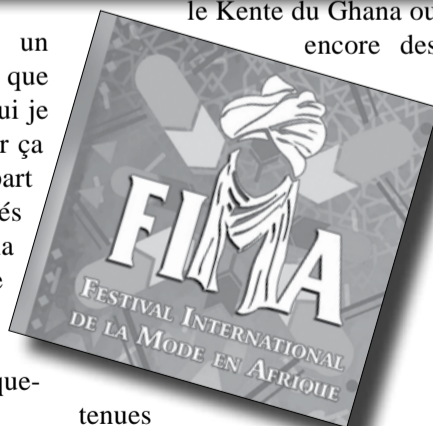 le Kente du Ghana ou
encore des
un
que
ui je
r ça
part
és
la
e
que-
tenues
FIMA
FESTIVAL INTERNATIONAL
DE LA MODE EN AFRIQUE